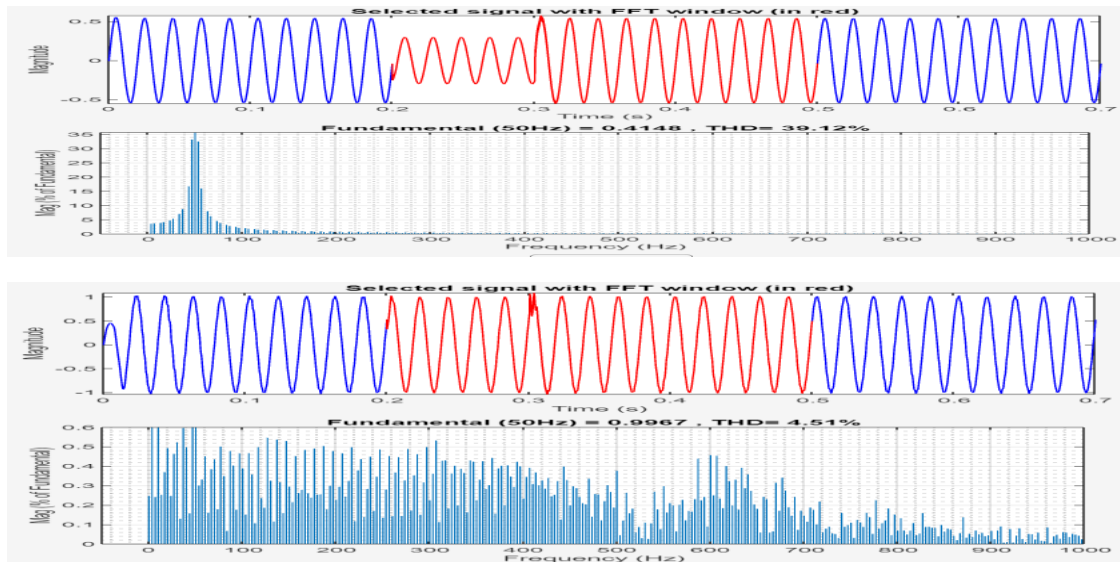 Selected signal with FFT window (in red)
Magnitude
0.5
0
-0.5
0 0.1 0.2 0.3 0.4 0.5 0.6 0.7
Time (s)
Fundamental (50Hz) = 0.4148 , THD= 39.12%
Mag (% of Fundamental)
35
30
25
20
15
10
5
0
0 100 200 300 400 500 600 700 800 900 1000
Frequency (Hz)
Selected signal with FFT window (in red)
Magnitude
1
0.5
0
-0.5
-1
0 0.1 0.2 0.3 0.4 0.5 0.6 0.7
Time (s)
Fundamental (50Hz) = 0.9967 , THD= 4.51%
Mag (% of Fundamental)
0.6
0.5
0.4
0.3
0.2
0.1
0
0 100 200 300 400 500 600 700 800 900 1000
Frequency (Hz)